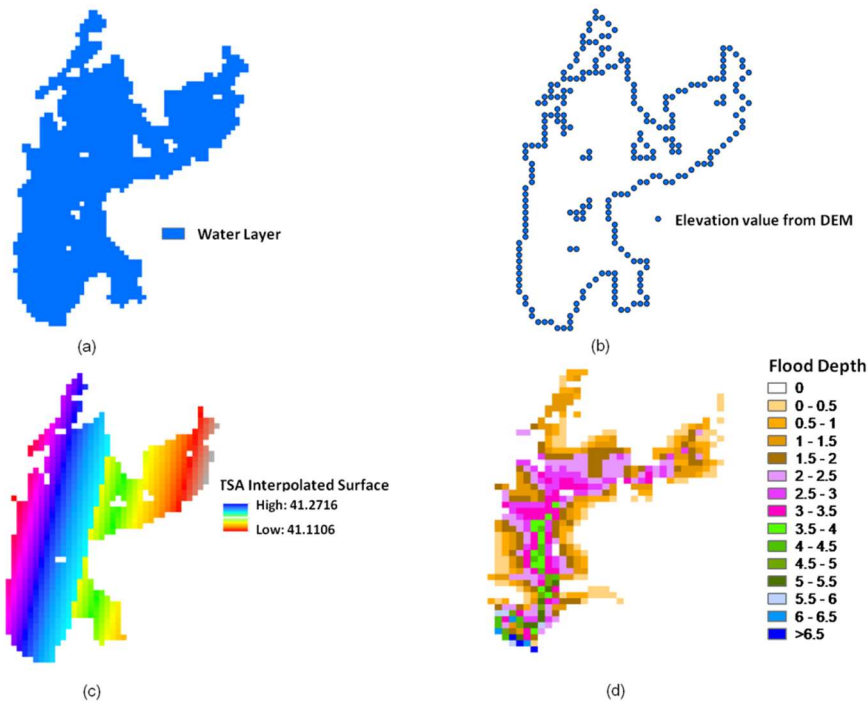 Water Layer
(a)
Elevation value from DEM
(b)
TSA Interpolated Surface
High: 41.2716
Low: 41.1106
(c)
Flood Depth
0
0 - 0.5
0.5 - 1
1 - 1.5
1.5 - 2
2 - 2.5
2.5 - 3
3 - 3.5
3.5 - 4
4 - 4.5
4.5 - 5
5 - 5.5
5.5 - 6
6 - 6.5
>6.5
(d)